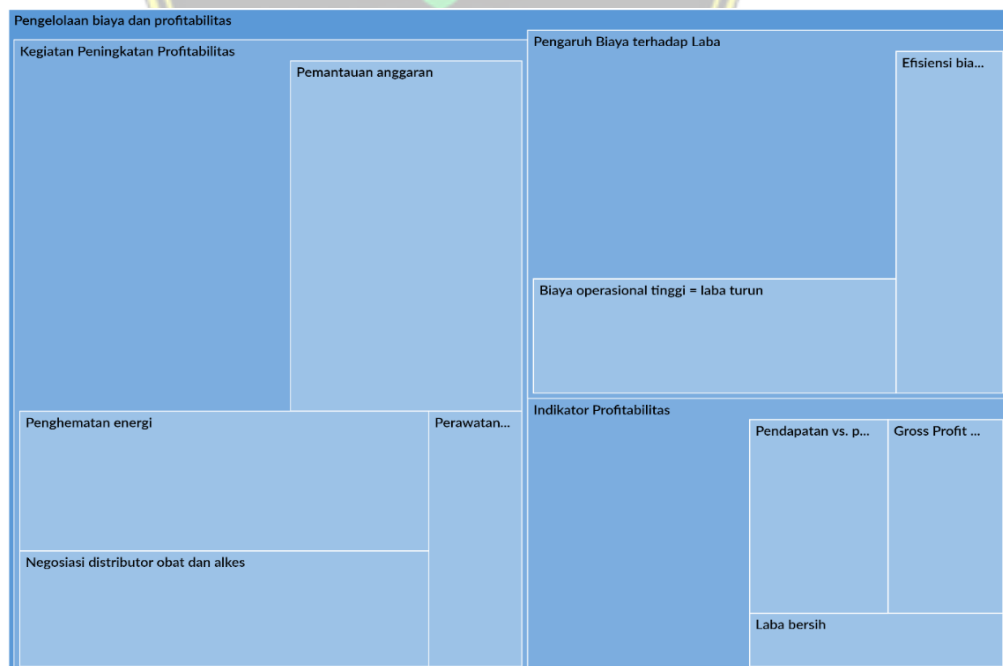 Pengelolaan biaya dan profitabilitas
Kegiatan Peningkatan Profitabilitas
Pemantauan anggaran
Penghematan energi
Perawatan...
Negosiasi distributor obat dan alkes
Pengaruh Biaya terhadap Laba
Efisiensi bia...
Biaya operasional tinggi = laba turun
Indikator Profitabilitas
Pendapatan vs. p...
Gross Profit ...
Laba bersih